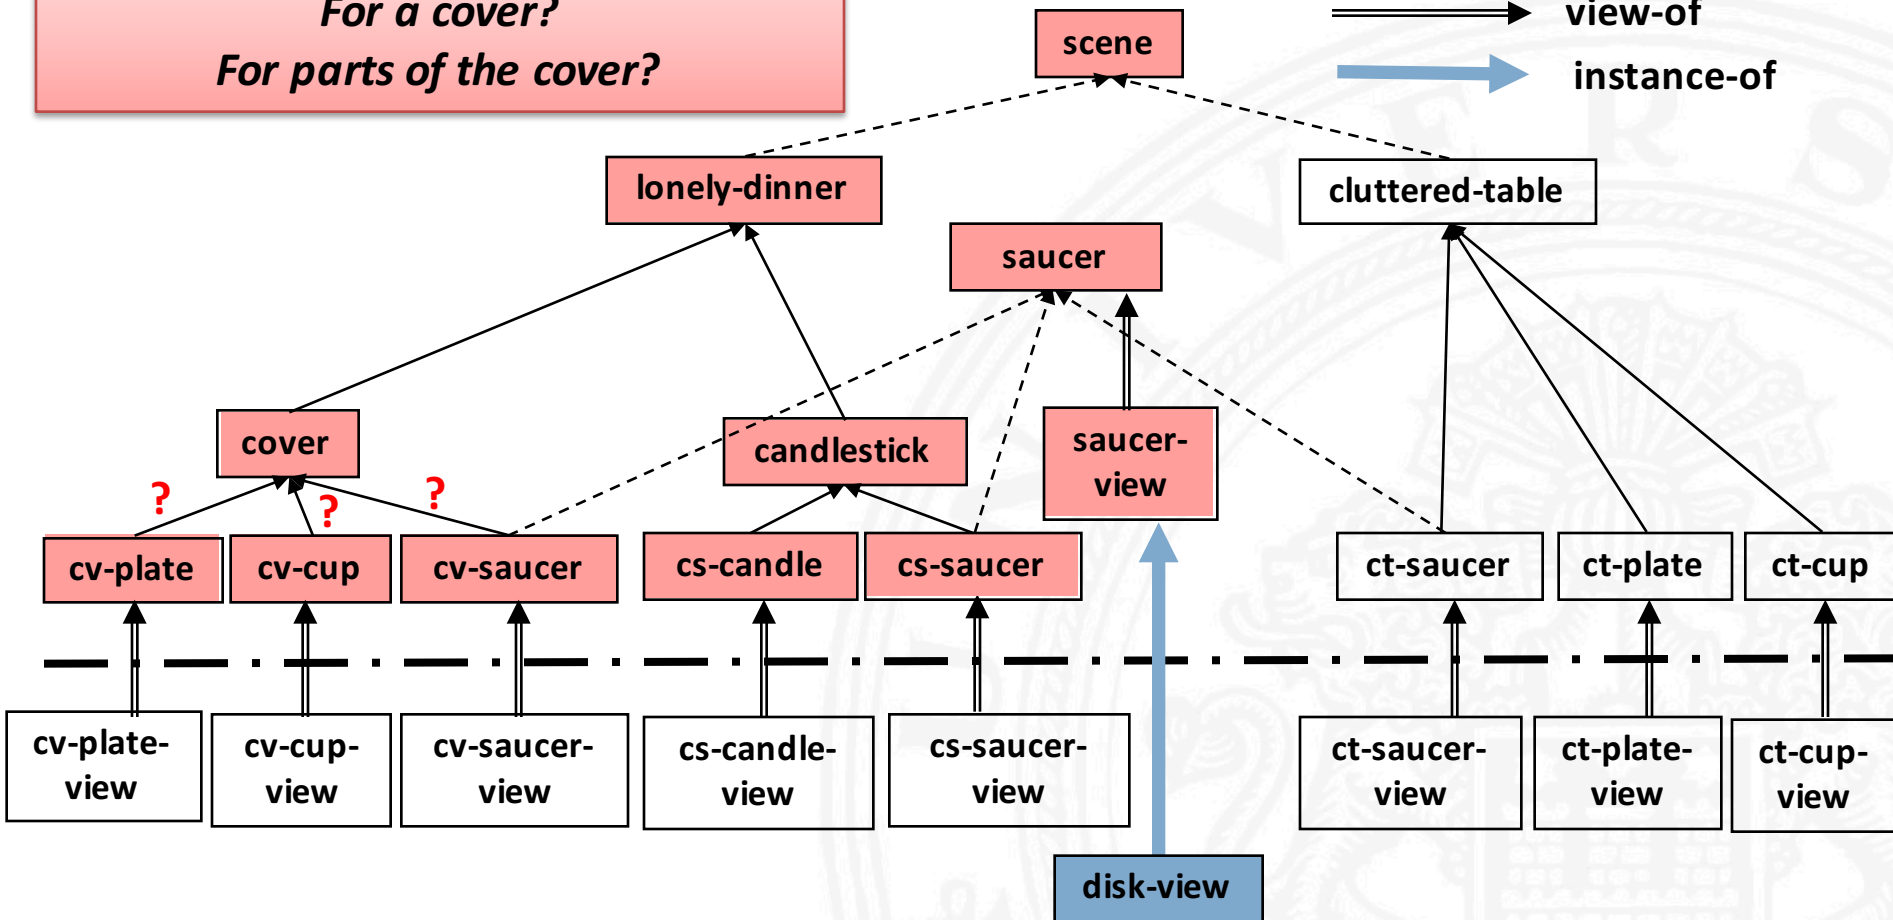 For a cover?
For parts of the cover?
view-of
instance-of
scene
lonely-dinner
cluttered-table
saucer
cover
candlestick
saucer-
view
?
?
?
cv-plate
cv-cup
cv-saucer
cs-candle
cs-saucer
ct-saucer
ct-plate
ct-cup
cv-plate-
view
cv-cup-
view
cv-saucer-
view
cs-candle-
view
cs-saucer-
view
ct-saucer-
view
ct-plate-
view
ct-cup-
view
disk-view